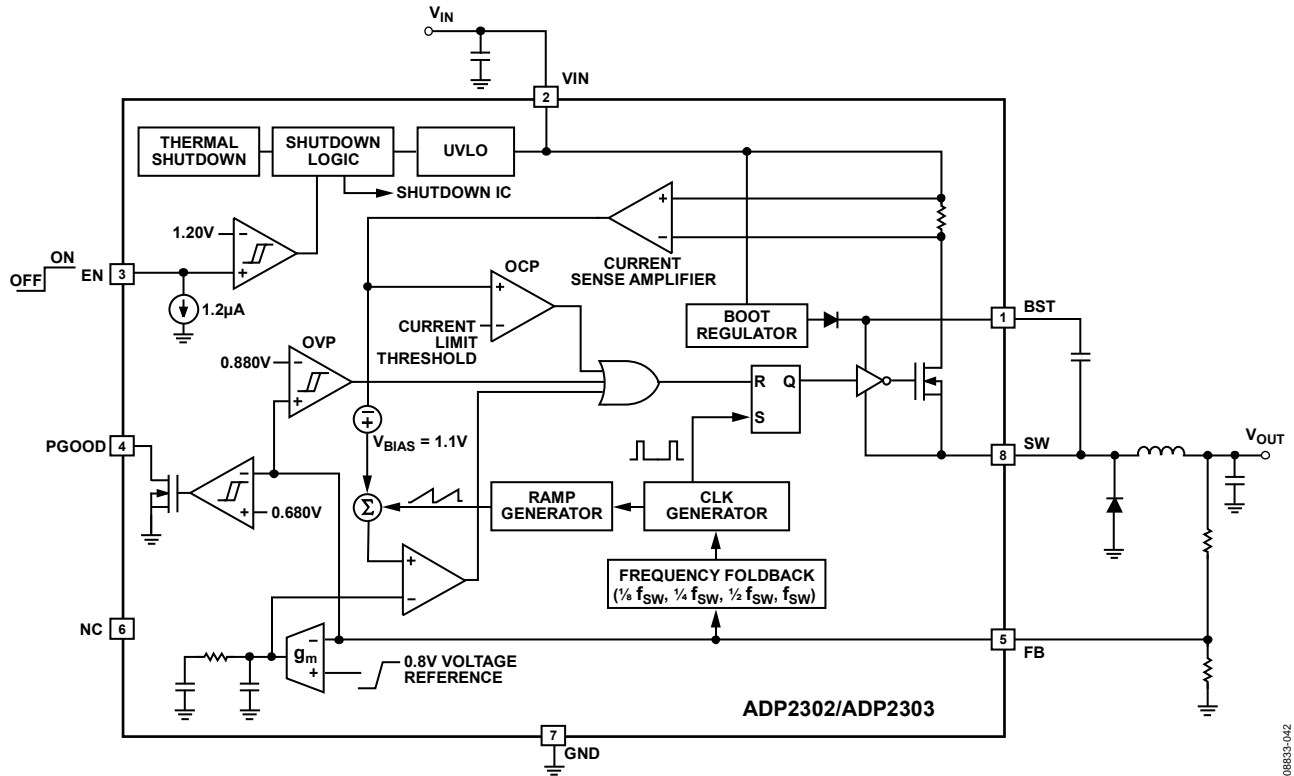 VIN
VIN
2
THERMAL
SHUTDOWN
SHUTDOWN
LOGIC
UVLO
SHUTDOWN IC
1.20V
−
+
ON
OFF
EN
3
1.2µA
+
−
CURRENT
SENSE AMPLIFIER
OCP
+
−
CURRENT
LIMIT
THRESHOLD
BOOT
REGULATOR
1
BST
OVP
0.880V
−
+
R
Q
S
−
+
VBIAS = 1.1V
PGOOD
4
−
+
0.680V
8
SW
VOUT
Σ
RAMP
GENERATOR
CLK
GENERATOR
+
−
FREQUENCY FOLDBACK
(⅛ fSW, ¼ fSW, ½ fSW, fSW)
NC
6
gm
−
+
0.8V VOLTAGE
REFERENCE
5
FB
ADP2302/ADP2303
7
GND
08833-042